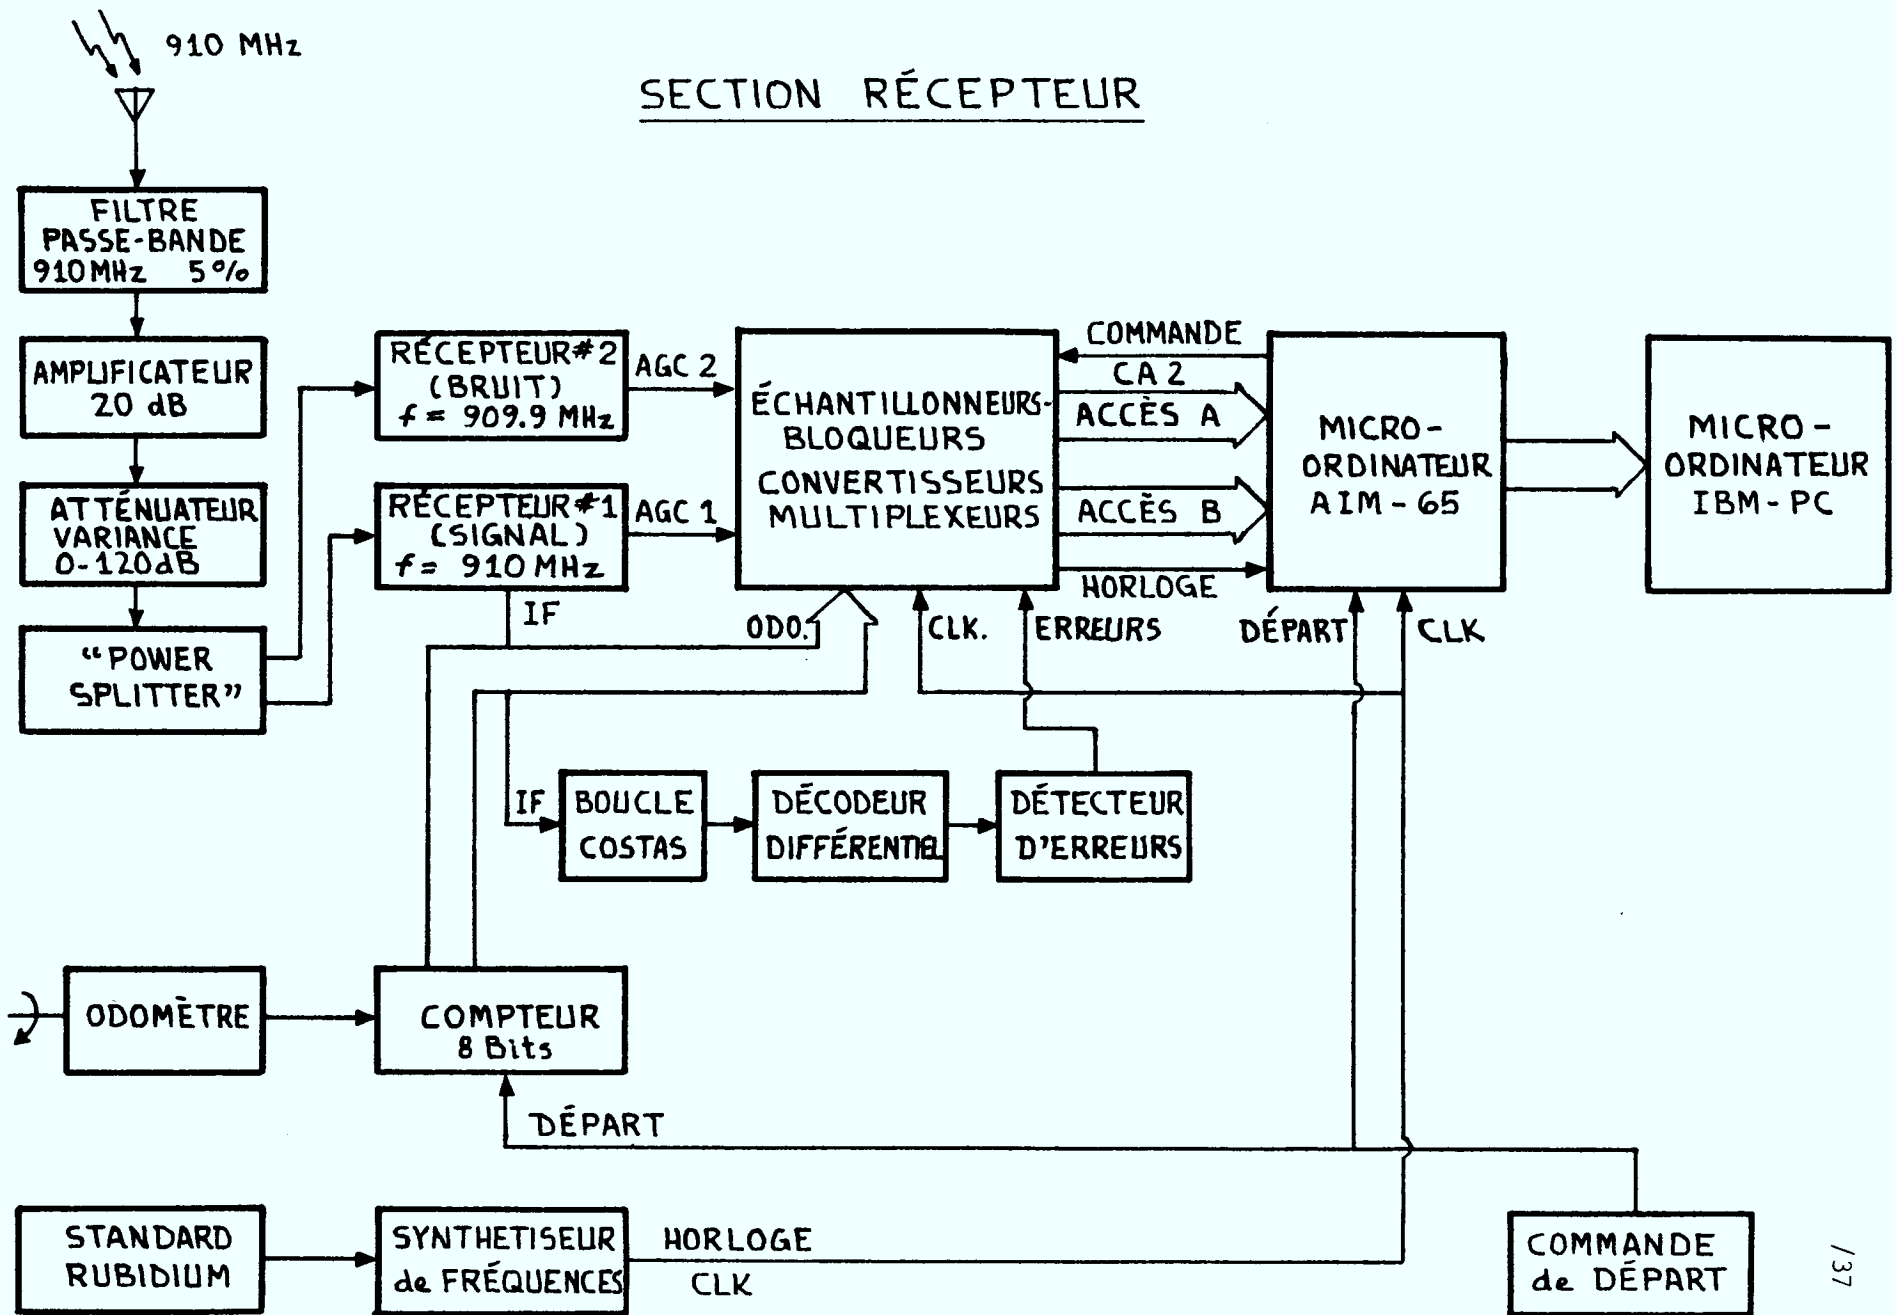 910 MHz
SECTION RÉCEPTEUR
FILTRE
PASSE-BANDE
910 MHz 5%
AMPLIFICATEUR
20 dB
ATTÉNUATEUR
VARIANCE
0-120dB
“POWER
SPLITTER”
RÉCEPTEUR#2
(BRUIT)
f = 909.9 MHz
AGC 2
RÉCEPTEUR#1
(SIGNAL)
f = 910 MHz
AGC 1
IF
ÉCHANTILLONNEURS-
BLOQUEURS
CONVERTISSEURS
MULTIPLEXEURS
COMMANDE
CA 2
ACCÈS A
ACCÈS B
HORLOGE
MICRO-
ORDINATEUR
AIM-65
MICRO-
ORDINATEUR
IBM-PC
ODO.
CLK.
ERREURS
DÉPART
CLK
IF
BOUCLE
COSTAS
DÉCODEUR
DIFFÉRENTIEL
DÉTECTEUR
D'ERREURS
ODOMÈTRE
COMPTEUR
8 Bits
DÉPART
STANDARD
RUBIDIUM
SYNTHETISEUR
de FRÉQUENCES
HORLOGE
CLK
COMMANDE
de DÉPART
137